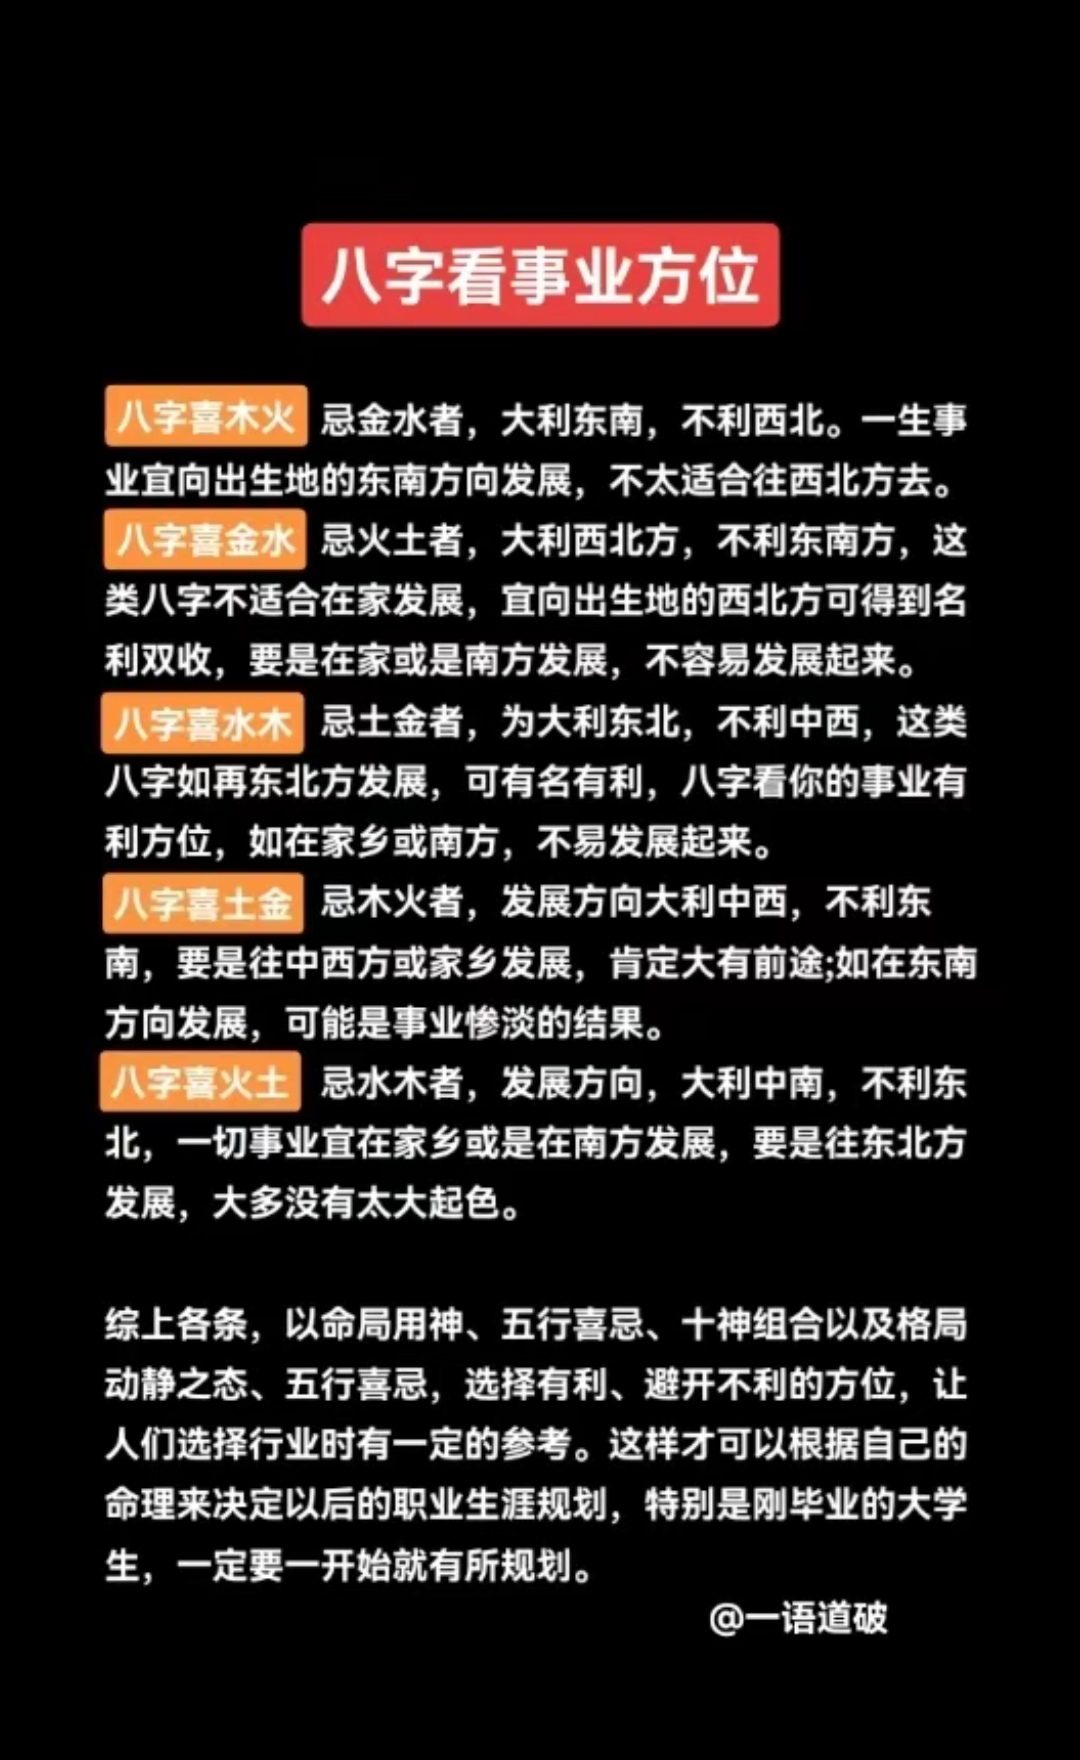 八字看事业方位
八字喜木火 忌金水者，大利东南，不利西北。一生事
业宜向出生地的东南方向发展，不太适合往西北方去。
八字喜金水 忌火土者，大利西北方，不利东南方，这
类八字不适合在家发展，宜向出生地的西北方可得到名
利双收，要是在家或是南方发展，不容易发展起来。
八字喜水木 忌土金者，为大利东北，不利中西，这类
八字如再东北方发展，可有名有利，八字看你的事业有
利方位，如在家乡或南方，不易发展起来。
八字喜土金 忌木火者，发展方向大利中西，不利东
南，要是往中西方或家乡发展，肯定大有前途;如在东南
方向发展，可能是事业惨淡的结果。
八字喜火土 忌水木者，发展方向，大利中南，不利东
北，一切事业宜在家乡或是在南方发展，要是往东北方
发展，大多没有太大起色。
综上各条，以命局用神、五行喜忌、十神组合以及格局
动静之态、五行喜忌，选择有利、避开不利的方位，让
人们选择行业时有一定的参考。这样才可以根据自己的
命理来决定以后的职业生涯规划，特别是刚毕业的大学
生，一定要一开始就有所规划。
@一语道破